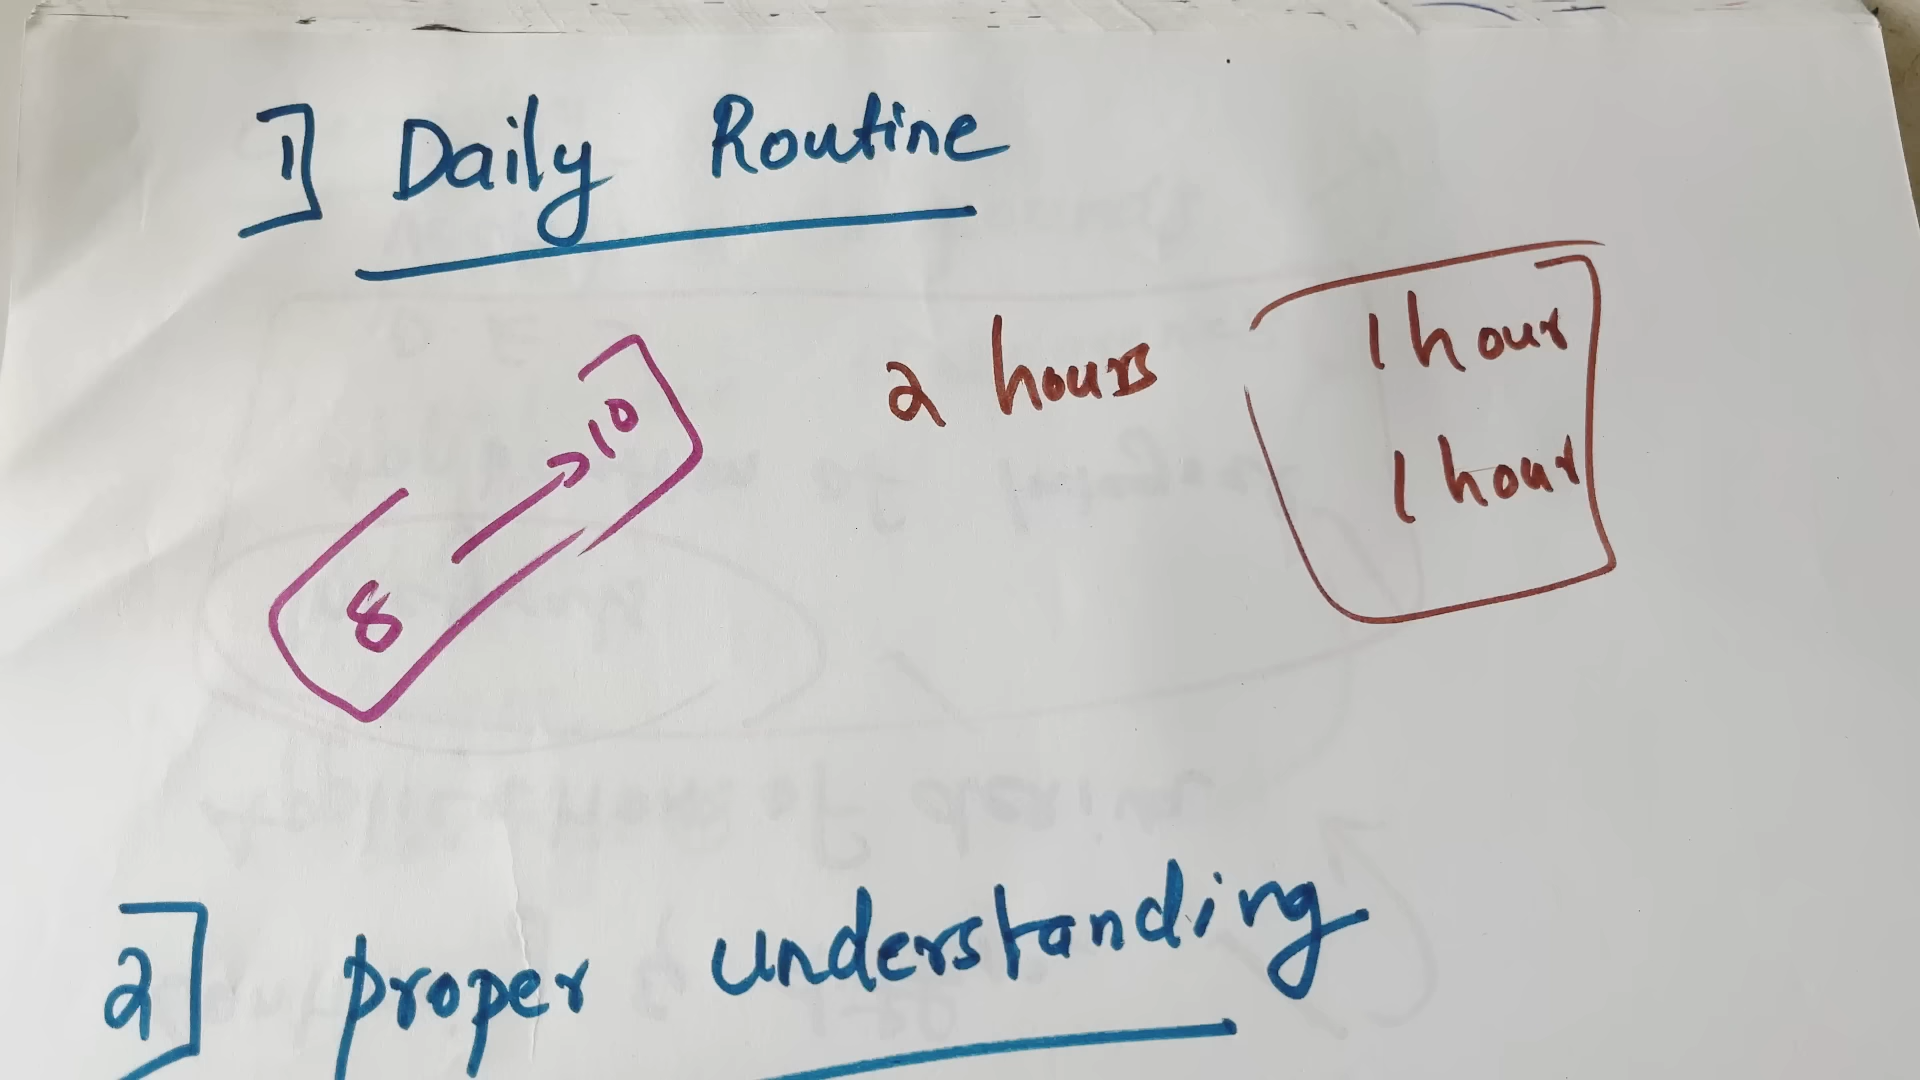 1] Daily Routine
8 → 10
2 hours
1 hour
1 hour
2] proper understanding